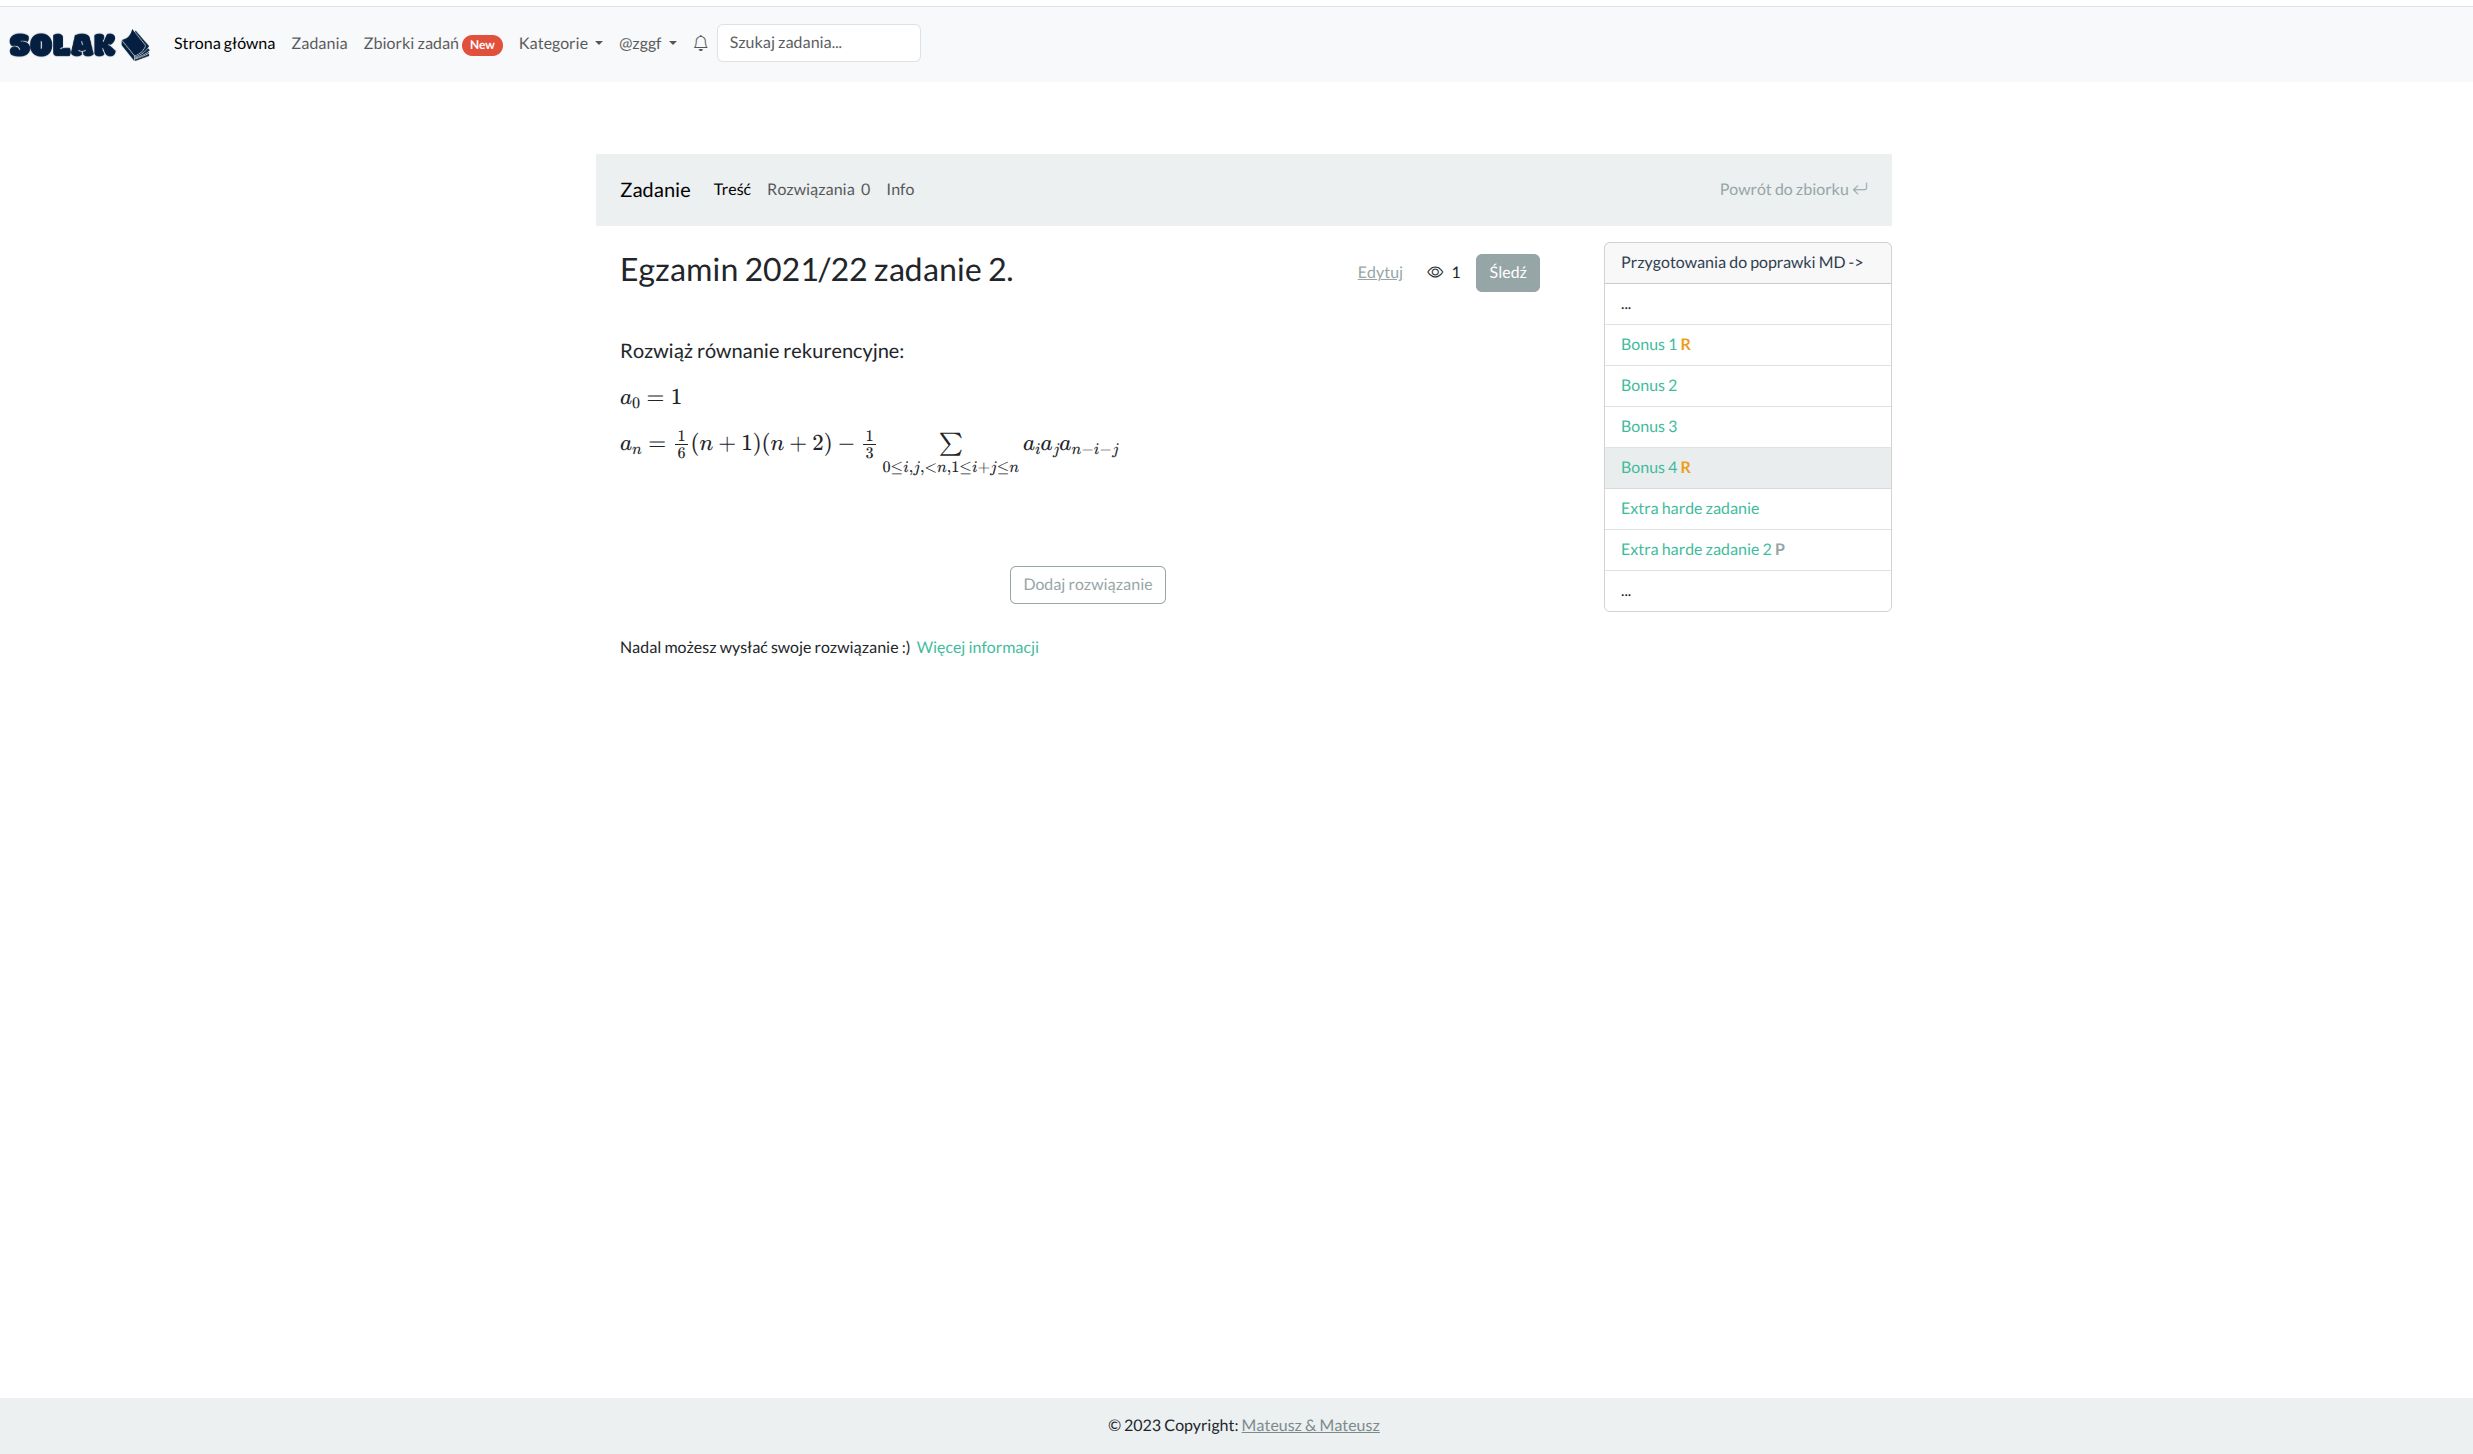 SOLAK Strona główna Zadania Zbiorki zadań New Kategorie @zggf Szukaj zadania...
Zadanie Treść Rozwiązania 0 Info Powrót do zbiorku
Egzamin 2021/22 zadanie 2.
Edytuj 1 Śledź
Rozwiąż równanie rekurencyjne:
a_0 = 1
a_n = \frac{1}{6}(n + 1)(n + 2) − \frac{1}{3} \sum_{0≤i,j,<n,1≤i+j≤n} a_i a_j a_{n−i−j}
Dodaj rozwiązanie
Nadal możesz wysłać swoje rozwiązanie :) Więcej informacji
Przygotowania do poprawki MD ->
...
Bonus 1 R
Bonus 2
Bonus 3
Bonus 4 R
Extra harde zadanie
Extra harde zadanie 2 P
...
© 2023 Copyright: Mateusz & Mateusz